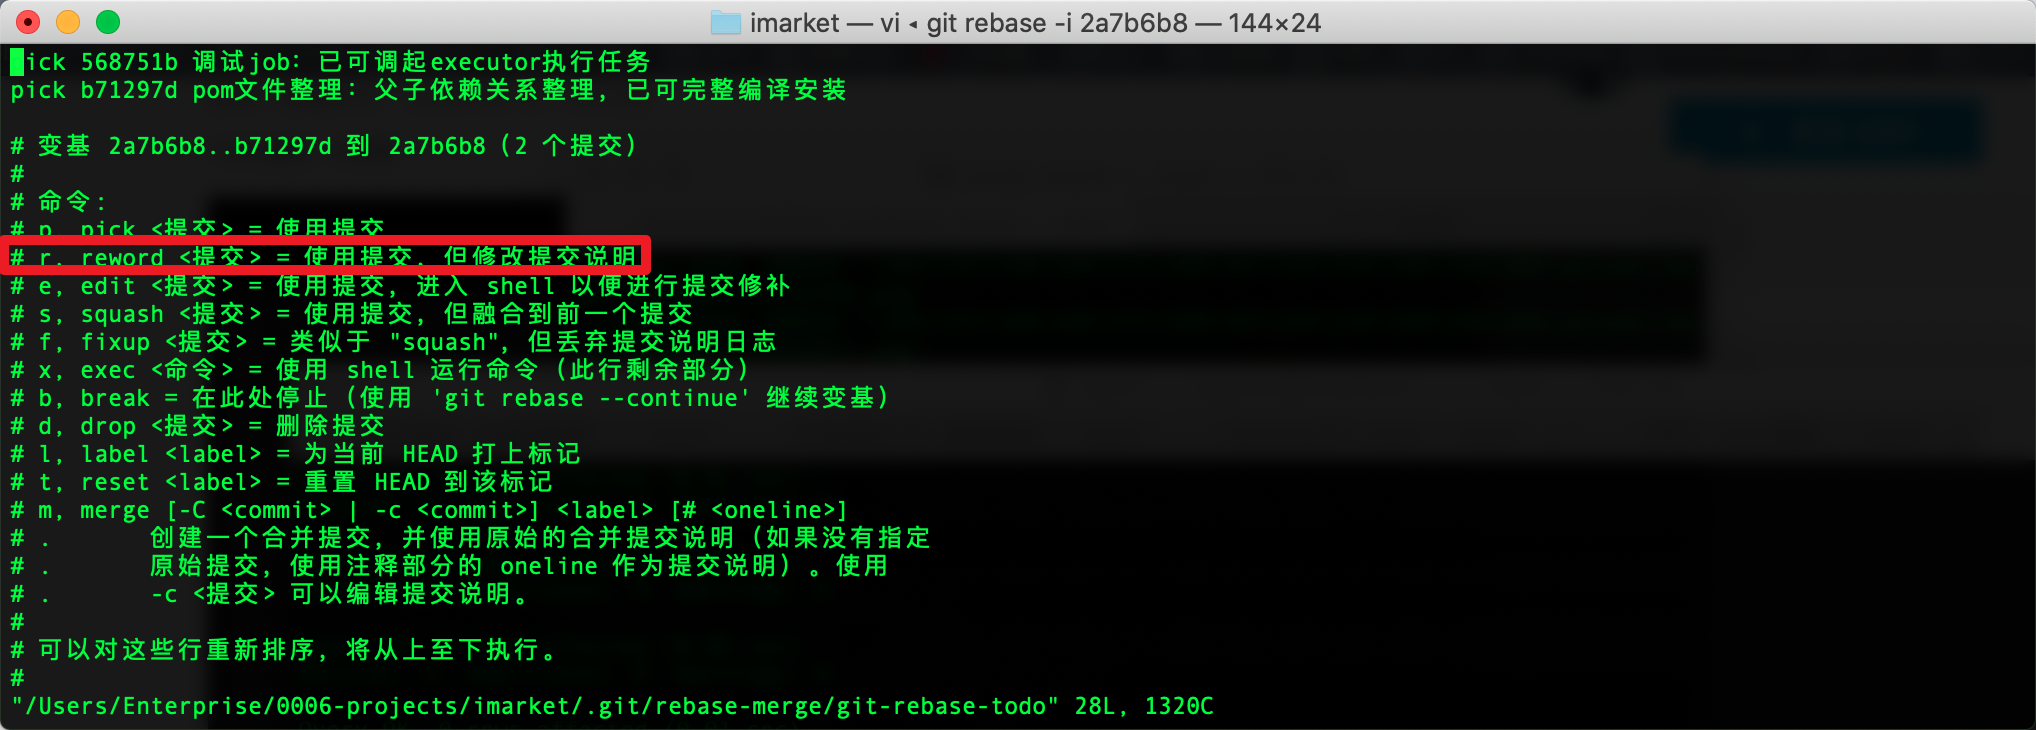 imarket — vi ◂ git rebase -i 2a7b6b8 — 144×24
ick 568751b 调试job：已可调起executor执行任务
pick b71297d pom文件整理：父子依赖关系整理，已可完整编译安装
# 变基 2a7b6b8..b71297d 到 2a7b6b8（2 个提交）
#
# 命令:
# p, pick <提交> = 使用提交
# r, reword <提交> = 使用提交，但修改提交说明
# e, edit <提交> = 使用提交，进入 shell 以便进行提交修补
# s, squash <提交> = 使用提交，但融合到前一个提交
# f, fixup <提交> = 类似于 "squash"，但丢弃提交说明日志
# x, exec <命令> = 使用 shell 运行命令（此行剩余部分）
# b, break = 在此处停止（使用 'git rebase --continue' 继续变基）
# d, drop <提交> = 删除提交
# l, label <label> = 为当前 HEAD 打上标记
# t, reset <label> = 重置 HEAD 到该标记
# m, merge [-C <commit> | -c <commit>] <label> [# <oneline>]
# . 创建一个合并提交，并使用原始的合并提交说明（如果没有指定
# . 原始提交，使用注释部分的 oneline 作为提交说明）。使用
# . -c <提交> 可以编辑提交说明。
#
# 可以对这些行重新排序，将从上至下执行。
#
"/Users/Enterprise/0006-projects/imarket/.git/rebase-merge/git-rebase-todo" 28L, 1320C